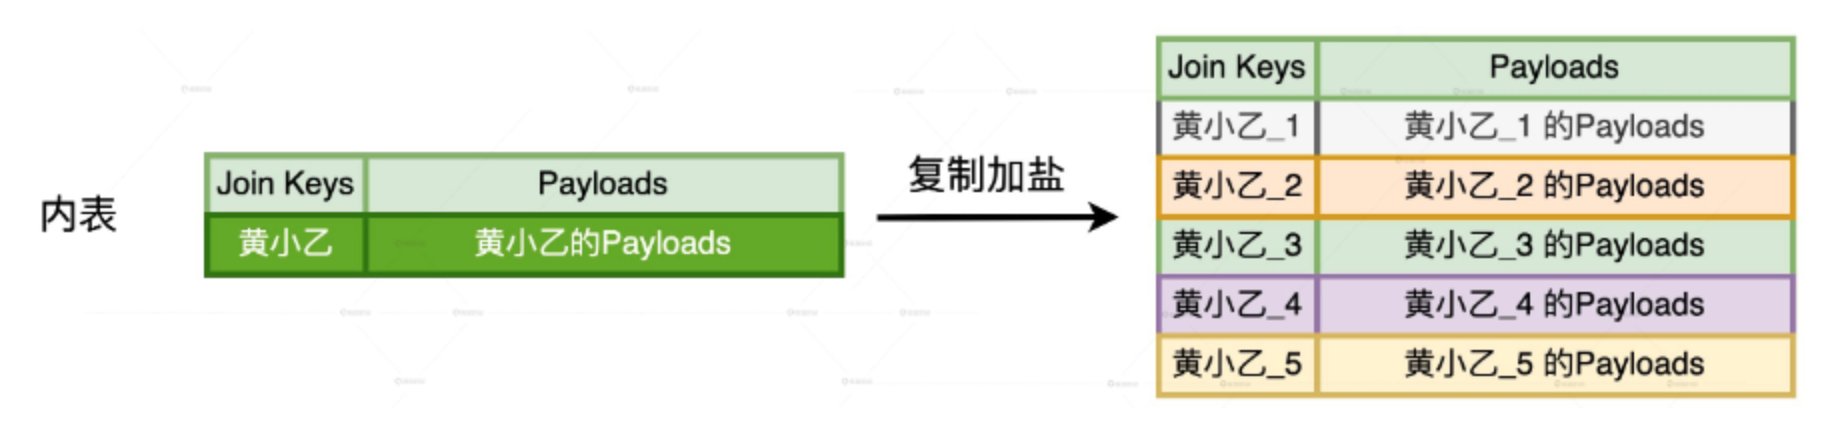 内表
Join Keys Payloads
黄小乙 黄小乙的Payloads
复制加盐
Join Keys Payloads
黄小乙_1 黄小乙_1 的Payloads
黄小乙_2 黄小乙_2 的Payloads
黄小乙_3 黄小乙_3 的Payloads
黄小乙_4 黄小乙_4 的Payloads
黄小乙_5 黄小乙_5 的Payloads